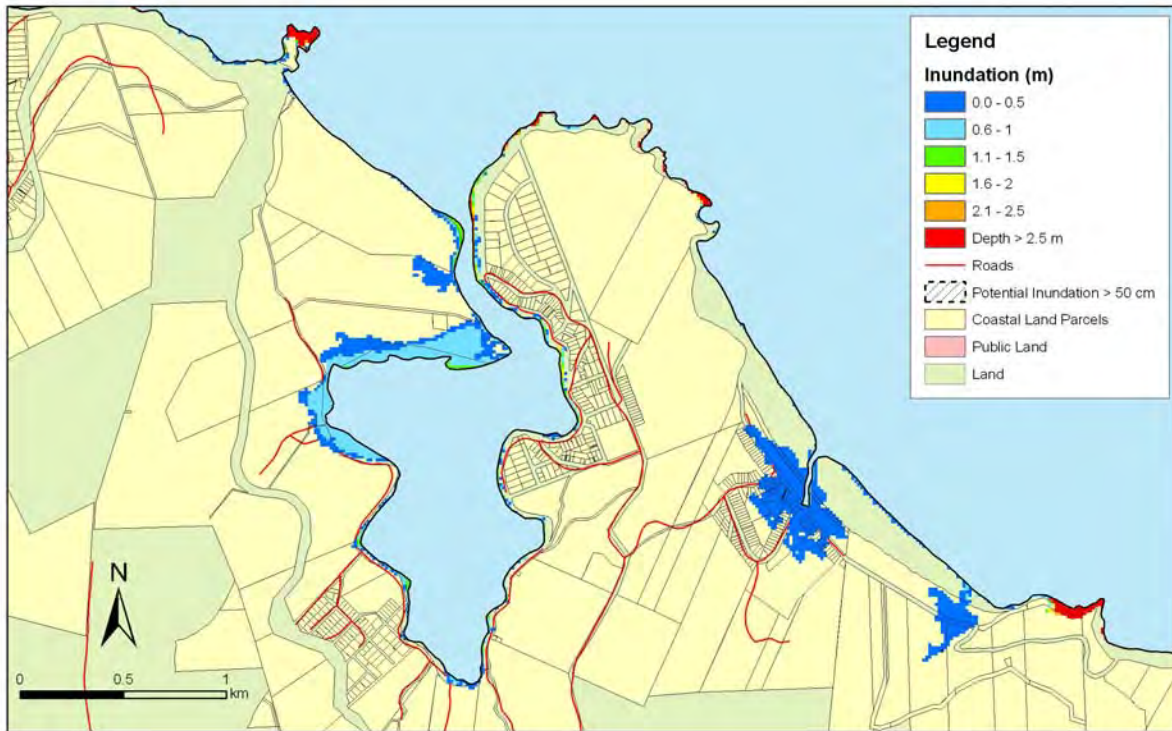 Legend
Inundation (m)
0.0 - 0.5
0.6 - 1
1.1 - 1.5
1.6 - 2
2.1 - 2.5
Depth > 2.5 m
Roads
Potential Inundation > 50 cm
Coastal Land Parcels
Public Land
Land
N
0 0.5 1
km